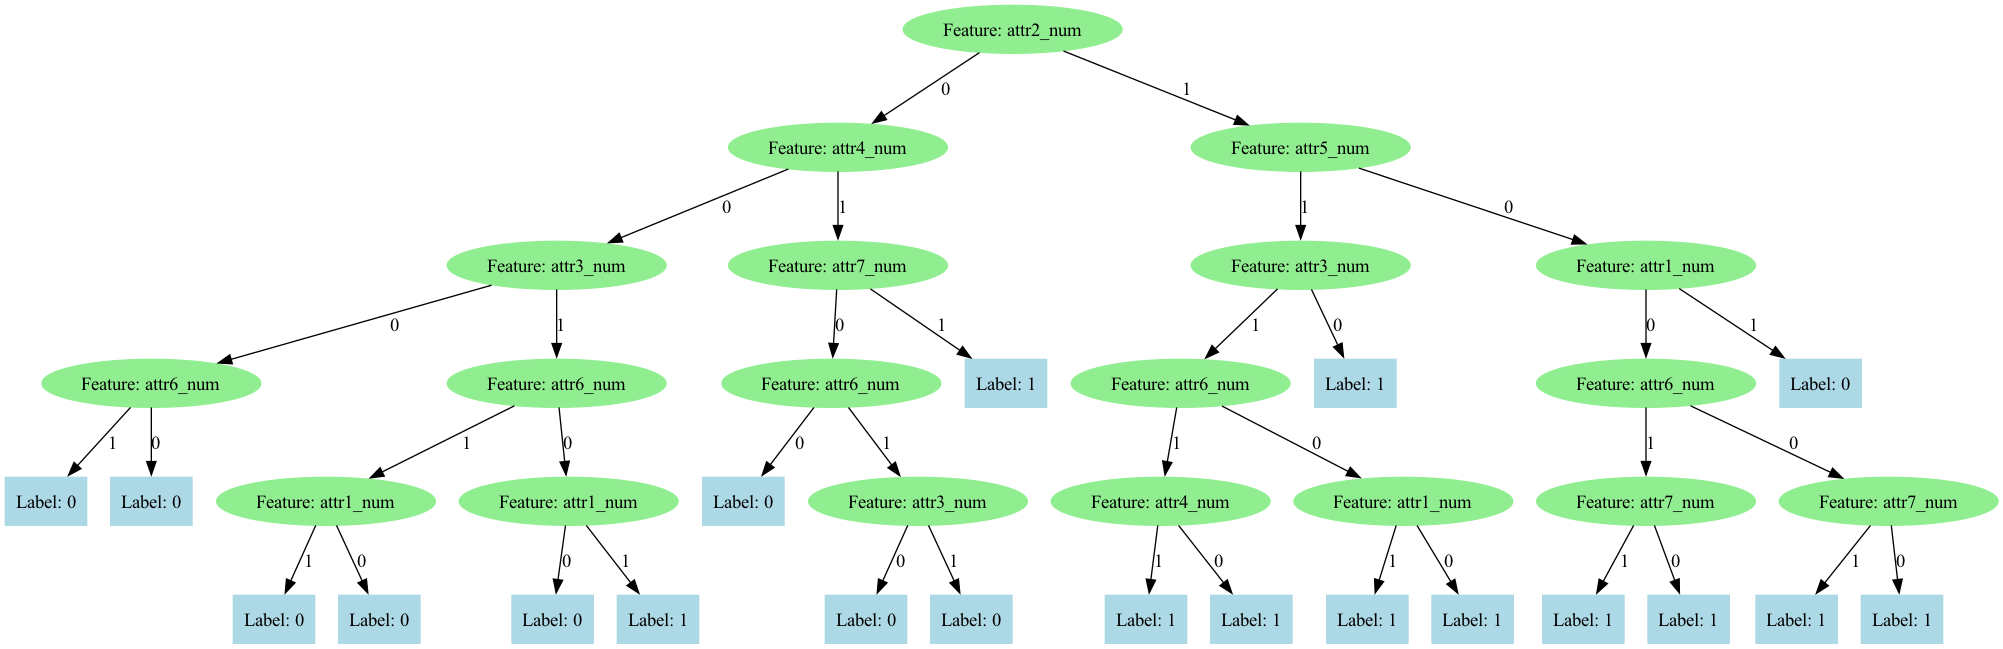 Feature: attr2_num
0
1
Feature: attr4_num
Feature: attr5_num
0
1
1
0
Feature: attr3_num
Feature: attr7_num
Feature: attr3_num
Feature: attr1_num
0
1
0
1
1
0
0
1
Feature: attr6_num
Feature: attr6_num
Feature: attr6_num
Label: 1
Feature: attr6_num
Label: 1
Feature: attr6_num
Label: 0
1
0
1
0
0
1
1
0
1
0
Label: 0
Label: 0
Feature: attr1_num
Feature: attr1_num
Label: 0
Feature: attr3_num
Feature: attr4_num
Feature: attr1_num
Feature: attr7_num
Feature: attr7_num
1
0
0
1
0
1
1
0
1
0
1
0
1
0
Label: 0
Label: 0
Label: 0
Label: 1
Label: 0
Label: 0
Label: 1
Label: 1
Label: 1
Label: 1
Label: 1
Label: 1
Label: 1
Label: 1